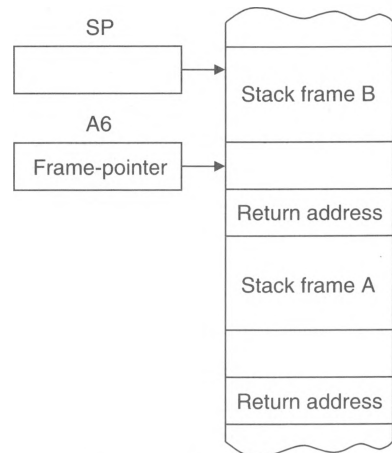 SP
Stack frame B
A6
Frame-pointer
Return address
Stack frame A
Return address